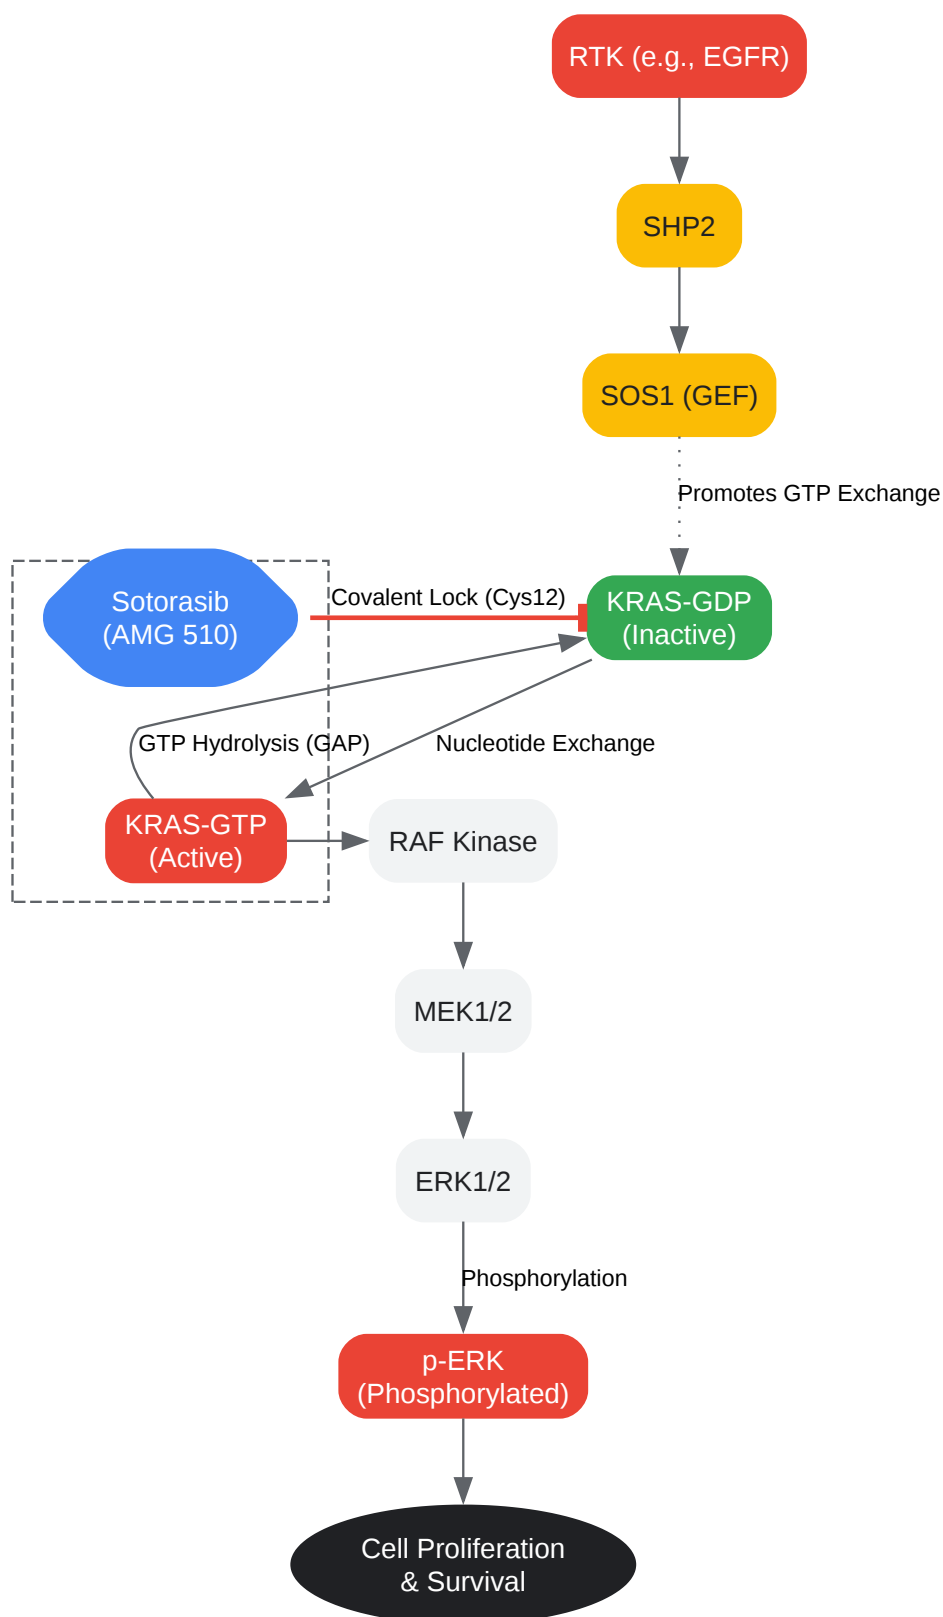 RTK (e.g., EGFR)
SHP2
SOS1 (GEF)
Promotes GTP Exchange
Sotorasib
(AMG 510)
Covalent Lock (Cys12)
KRAS-GDP
(Inactive)
GTP Hydrolysis (GAP)
Nucleotide Exchange
KRAS-GTP
(Active)
RAF Kinase
MEK1/2
ERK1/2
Phosphorylation
p-ERK
(Phosphorylated)
Cell Proliferation
& Survival